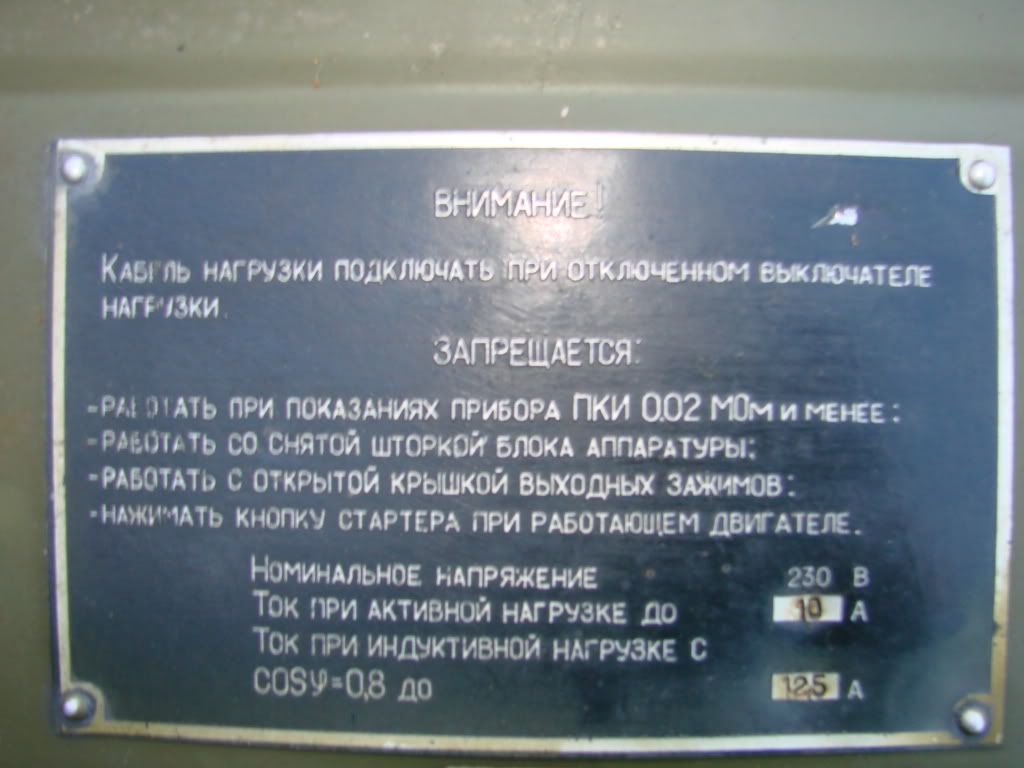 ВНИМАНИЕ!
КАБЕЛЬ НАГРУЗКИ ПОДКЛЮЧАТЬ ПРИ ОТКЛЮЧЕННОМ ВЫКЛЮЧАТЕЛЕ
НАГРУЗКИ.
ЗАПРЕЩАЕТСЯ:
-РАБОТАТЬ ПРИ ПОКАЗАНИЯХ ПРИБОРА ПКИ 0,02 МОм И МЕНЕЕ;
-РАБОТАТЬ СО СНЯТОЙ ШТОРКОЙ БЛОКА АППАРАТУРЫ;
-РАБОТАТЬ С ОТКРЫТОЙ КРЫШКОЙ ВЫХОДНЫХ ЗАЖИМОВ;
-НАЖИМАТЬ КНОПКУ СТАРТЕРА ПРИ РАБОТАЮЩЕМ ДВИГАТЕЛЕ.
НОМИНАЛЬНОЕ НАПРЯЖЕНИЕ 230 В
ТОК ПРИ АКТИВНОЙ НАГРУЗКЕ ДО 10 А
ТОК ПРИ ИНДУКТИВНОЙ НАГРУЗКЕ С
COSφ=0,8 ДО 12,5 А